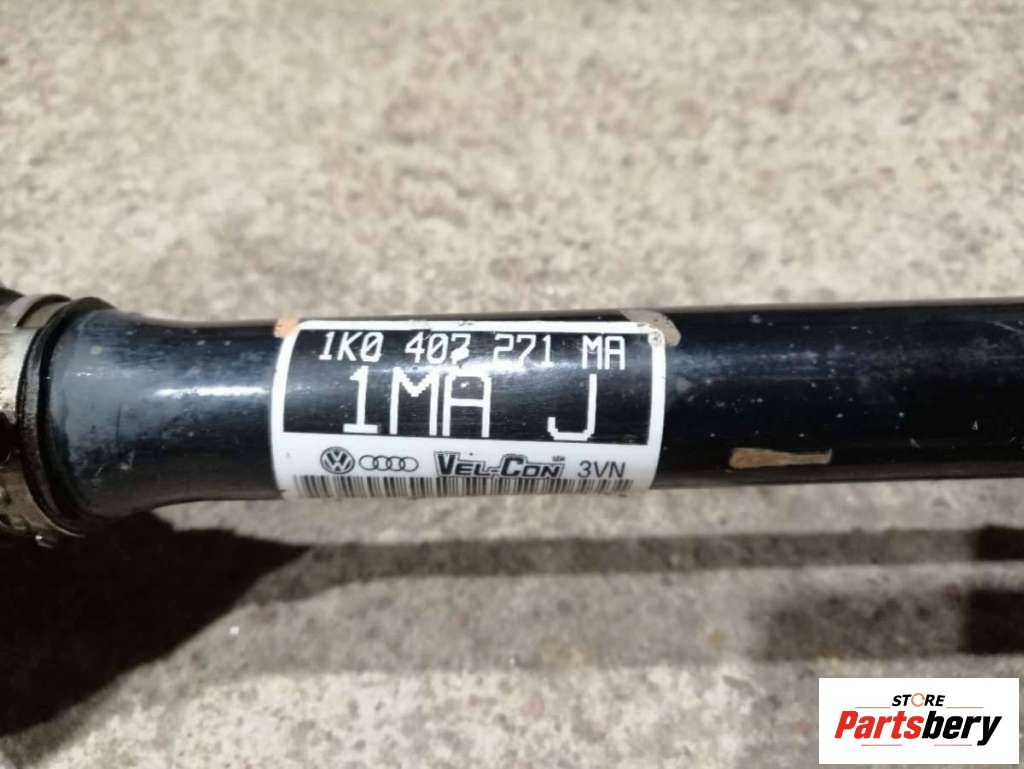 1K0 407 271 MA
1MA J
VEL-CON 3VN
STORE
Partsbery